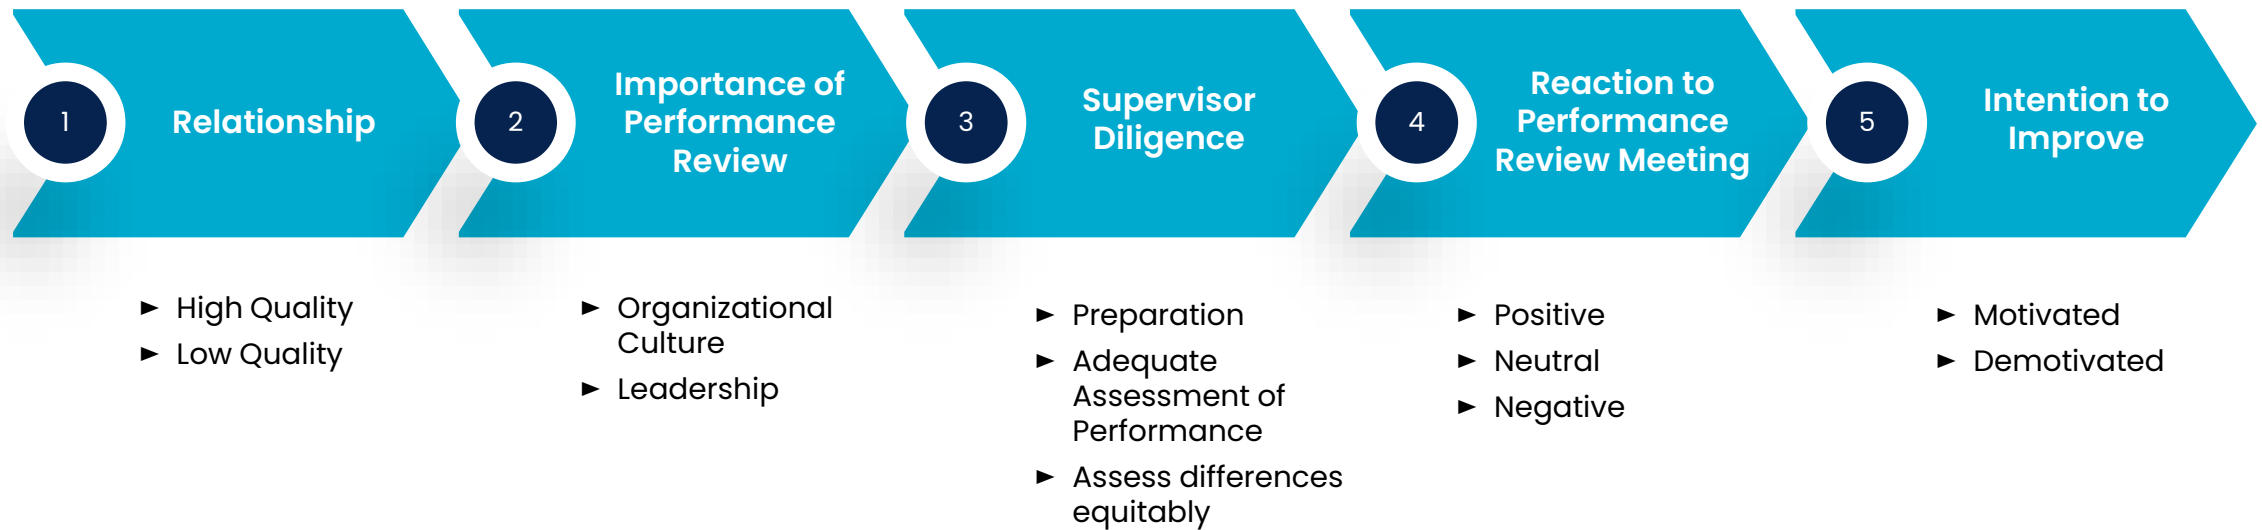 1
Relationship
► High Quality
► Low Quality
2
Importance of
Performance
Review
► Organizational
Culture
► Leadership
3
Supervisor
Diligence
► Preparation
► Adequate
Assessment of
Performance
► Assess differences
equitably
4
Reaction to
Performance
Review Meeting
► Positive
► Neutral
► Negative
5
Intention to
Improve
► Motivated
► Demotivated